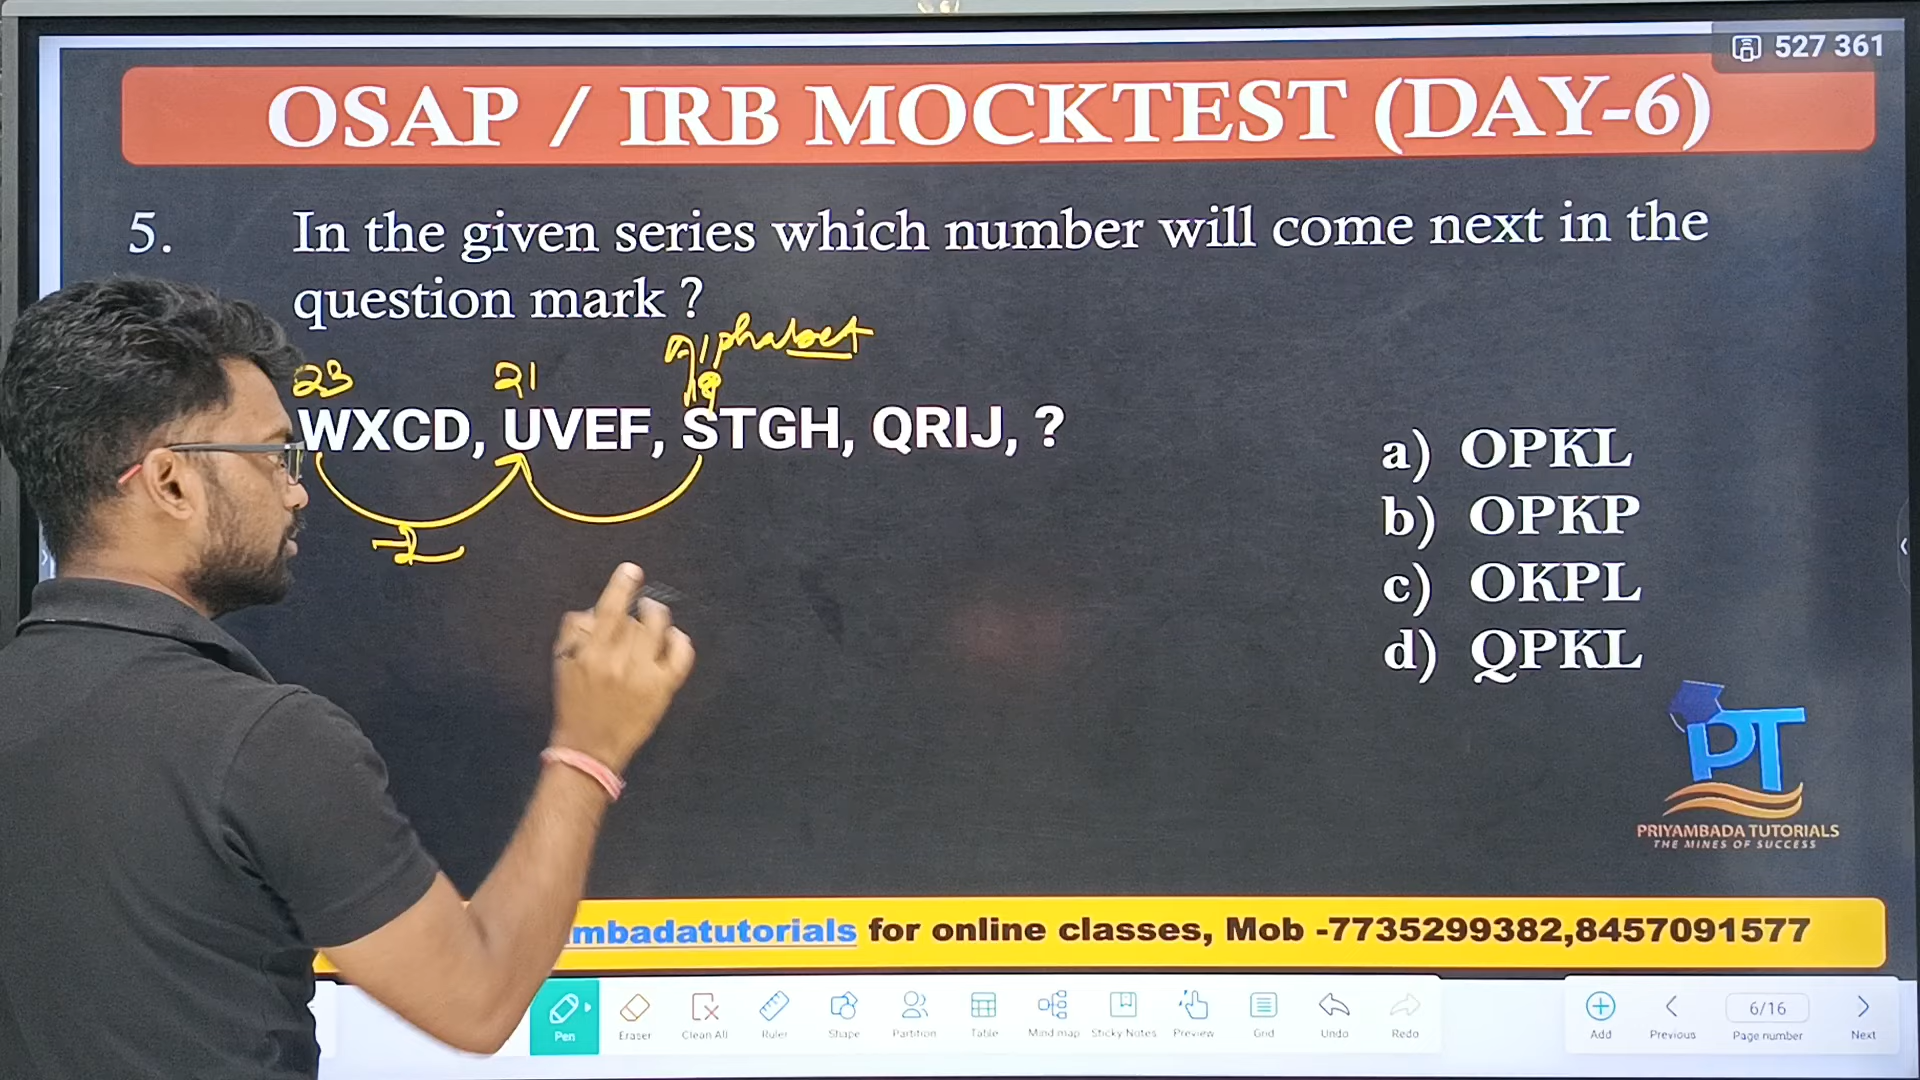 527 361
OSAP / IRB MOCKTEST (DAY-6)
5. In the given series which number will come next in the
question mark ?
Alphabet
23 21 19
WXCD, UVEF, STGH, QRIJ, ?
-2
a) OPKL
b) OPKP
c) OKPL
d) QPKL
PT
PRIYAMBADA TUTORIALS
THE MINES OF SUCCESS
mbadatutorials for online classes, Mob -7735299382,8457091577
Pen Eraser Clean All Ruler Shape Partition Table Mind map Sticky Notes Preview Grid Undo Redo
6/16
Add Previous Page number Next